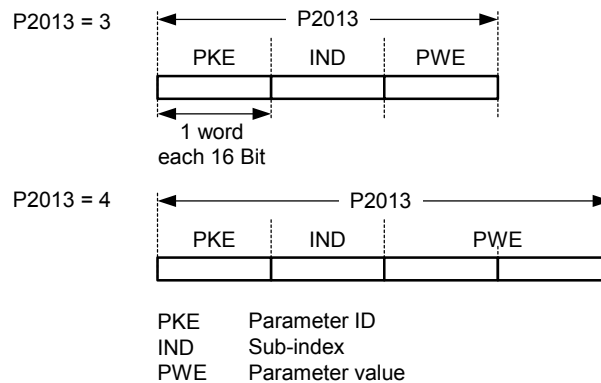 P2013 = 3
P2013
PKE IND PWE
1 word
each 16 Bit
P2013 = 4
P2013
PKE IND PWE
PKE Parameter ID
IND Sub-index
PWE Parameter value